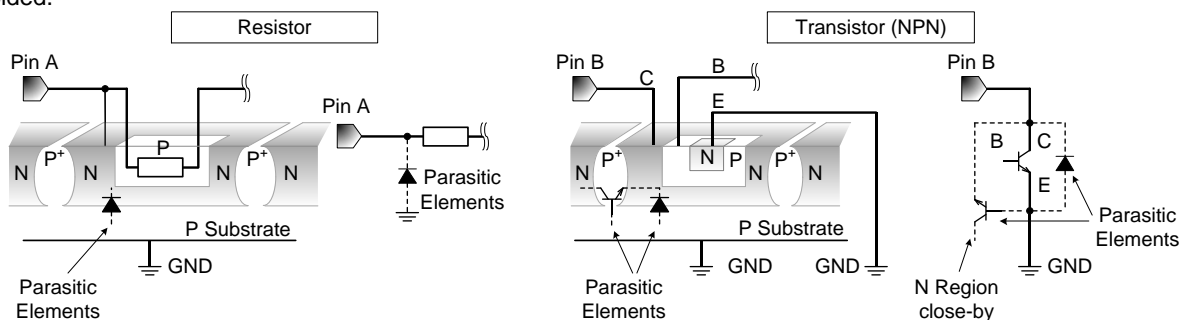 Resistor
Transistor (NPN)
Pin A
Pin A
P
N
P+
N
N
P+
N
Parasitic
Elements
P Substrate
GND
Parasitic
Elements
Pin B
C
B
E
N
P+
N
N
P
N
P+
N
P Substrate
GND
GND
Parasitic
Elements
Pin B
B
C
E
Parasitic
Elements
GND
N Region
close-by